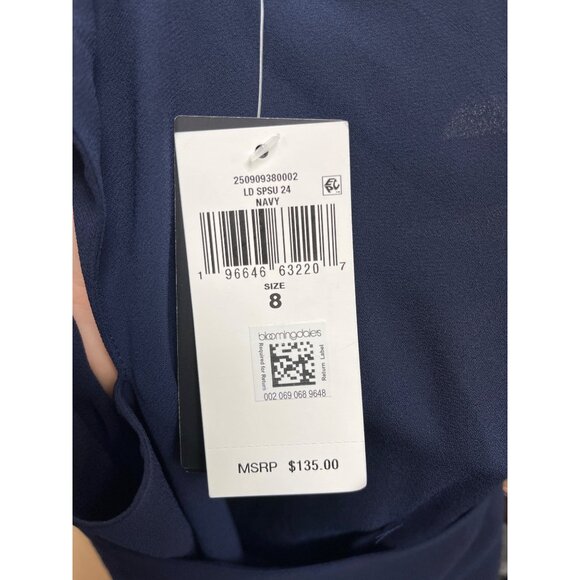 250909380002
LD SPSU 24
NAVY
1 96646 63220 7
SIZE
8
bloomingdales
Required for Return
Return Label
002 069 068 9648
MSRP $135.00